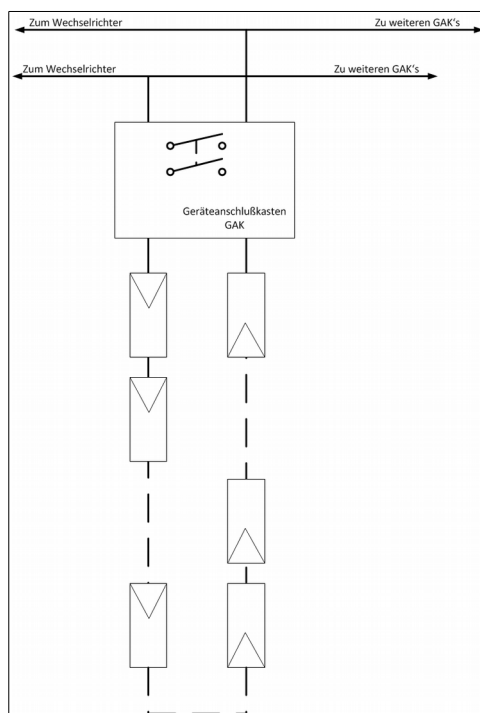 Zum Wechselrichter Zu weiteren GAK's
Zum Wechselrichter Zu weiteren GAK's
Geräteanschlußkasten
GAK